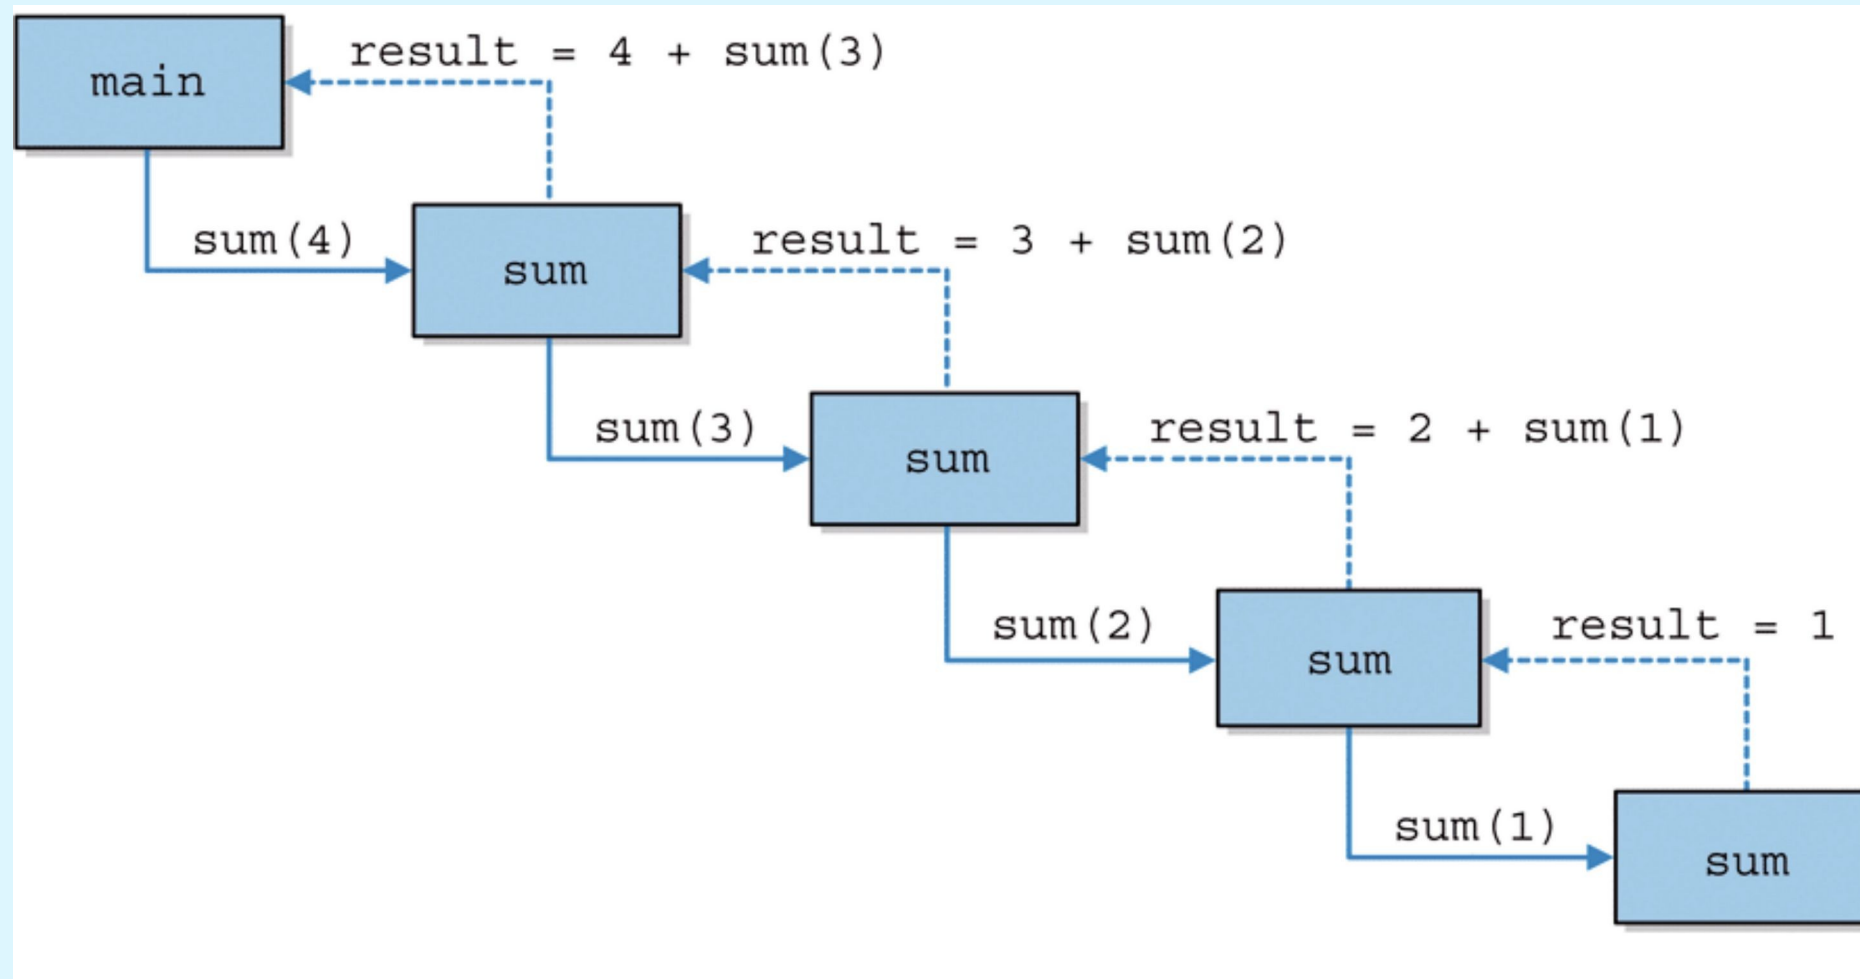 main
result = 4 + sum(3)
sum(4)
sum
result = 3 + sum(2)
sum(3)
sum
result = 2 + sum(1)
sum(2)
sum
result = 1
sum(1)
sum